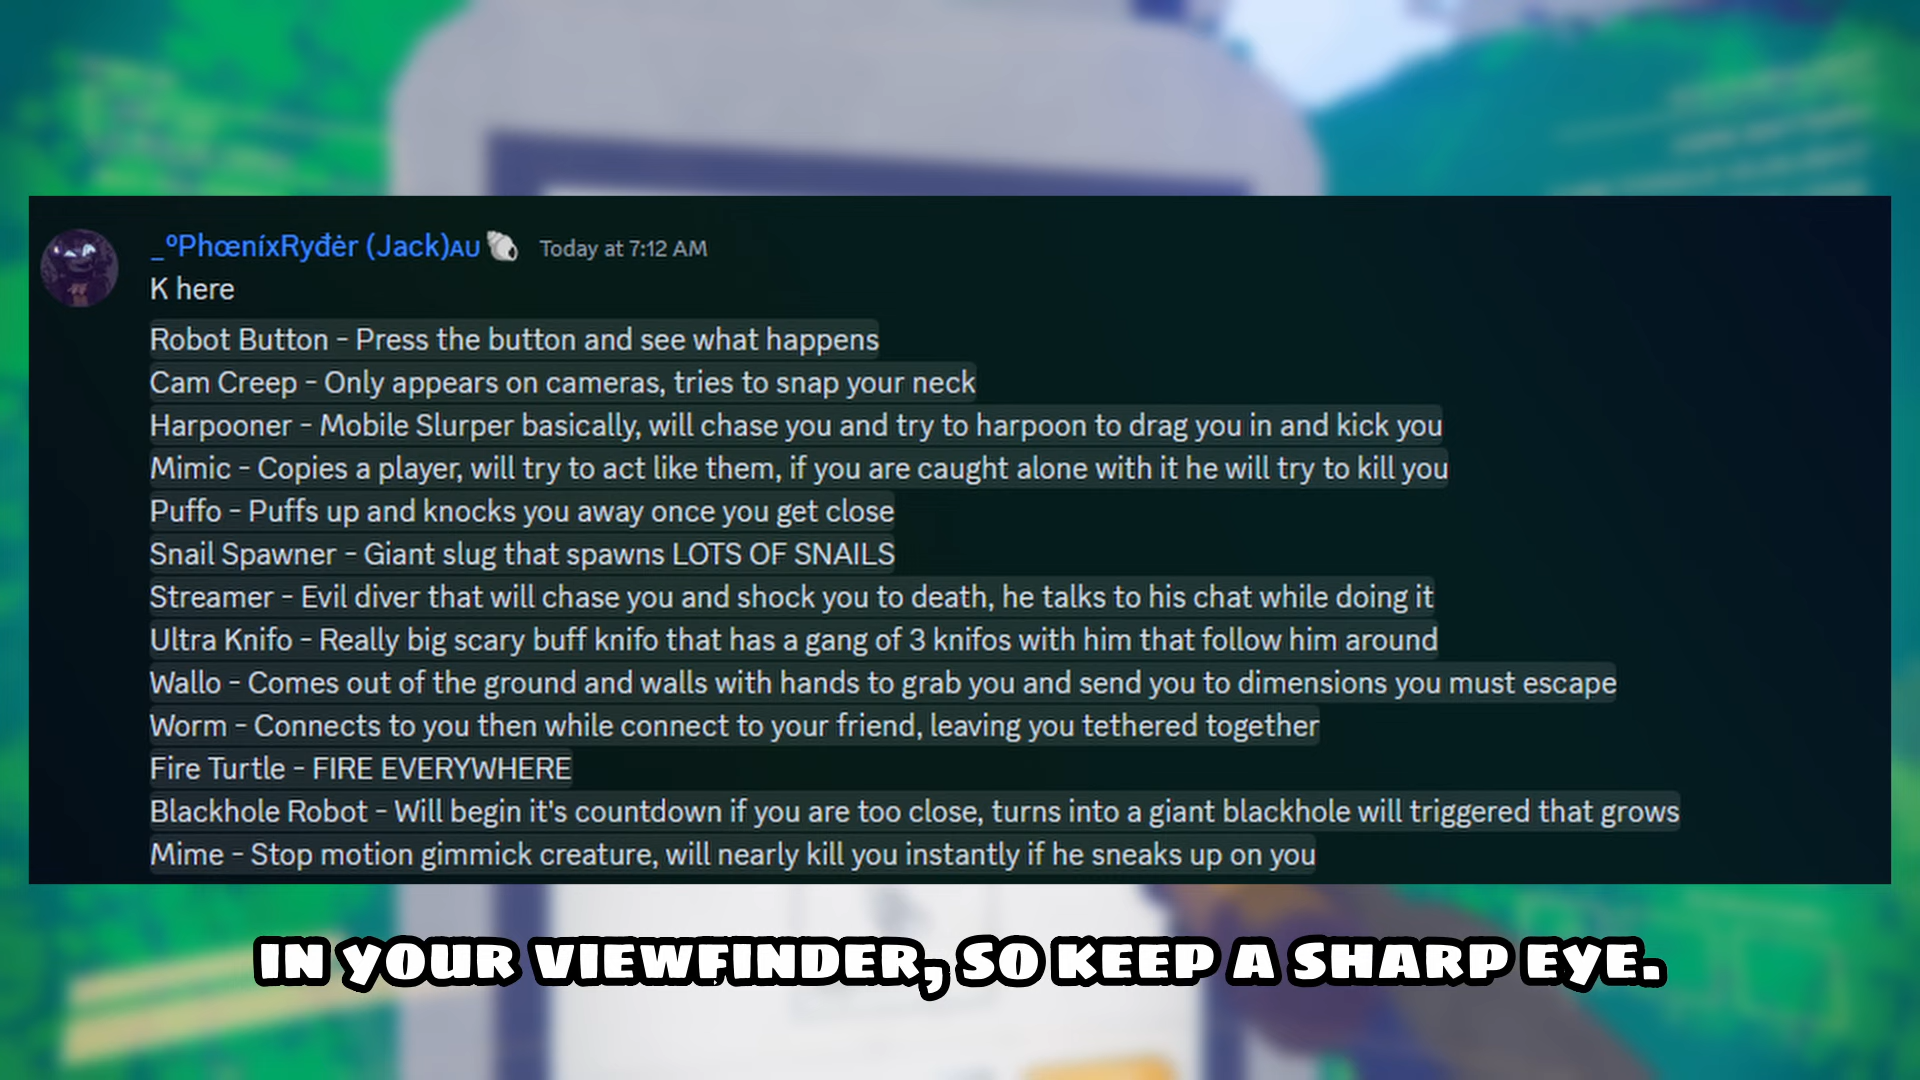 _ºPhœníxRyđėr (Jack)AU Today at 7:12 AM
K here
Robot Button - Press the button and see what happens
Cam Creep - Only appears on cameras, tries to snap your neck
Harpooner - Mobile Slurper basically, will chase you and try to harpoon to drag you in and kick you
Mimic - Copies a player, will try to act like them, if you are caught alone with it he will try to kill you
Puffo - Puffs up and knocks you away once you get close
Snail Spawner - Giant slug that spawns LOTS OF SNAILS
Streamer - Evil diver that will chase you and shock you to death, he talks to his chat while doing it
Ultra Knifo - Really big scary buff knifo that has a gang of 3 knifos with him that follow him around
Wallo - Comes out of the ground and walls with hands to grab you and send you to dimensions you must escape
Worm - Connects to you then while connect to your friend, leaving you tethered together
Fire Turtle - FIRE EVERYWHERE
Blackhole Robot - Will begin it's countdown if you are too close, turns into a giant blackhole will triggered that grows
Mime - Stop motion gimmick creature, will nearly kill you instantly if he sneaks up on you
IN YOUR VIEWFINDER, SO KEEP A SHARP EYE.